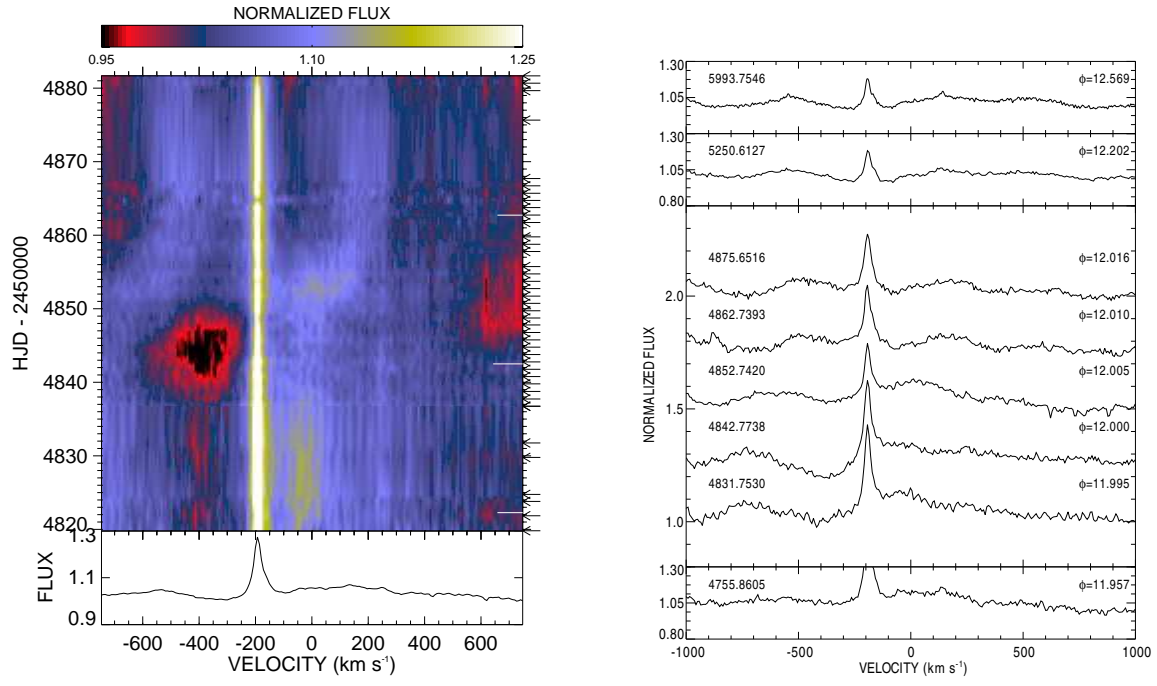 NORMALIZED FLUX
0.95 1.10 1.25
4880
4870
4860
4850
4840
4830
4820
HJD - 2450000
1.3
1.1
0.9
FLUX
-600 -400 -200 0 200 400 600
VELOCITY (km s-1)
1.30
1.05
5993.7546 ϕ=12.569
1.30
1.05
0.80
5250.6127 ϕ=12.202
4875.6516 ϕ=12.016
2.0
4862.7393 ϕ=12.010
4852.7420 ϕ=12.005
1.5
4842.7738 ϕ=12.000
4831.7530 ϕ=11.995
1.0
NORMALIZED FLUX
1.30
1.05
0.80
4755.8605 ϕ=11.957
-1000 -500 0 500 1000
VELOCITY (km s-1)